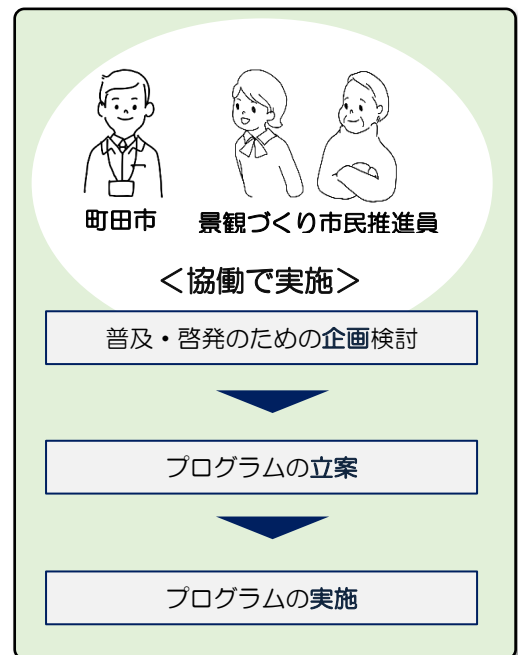 町田市
景観づくり市民推進員
＜協働で実施＞
普及・啓発のための企画検討
プログラムの立案
プログラムの実施